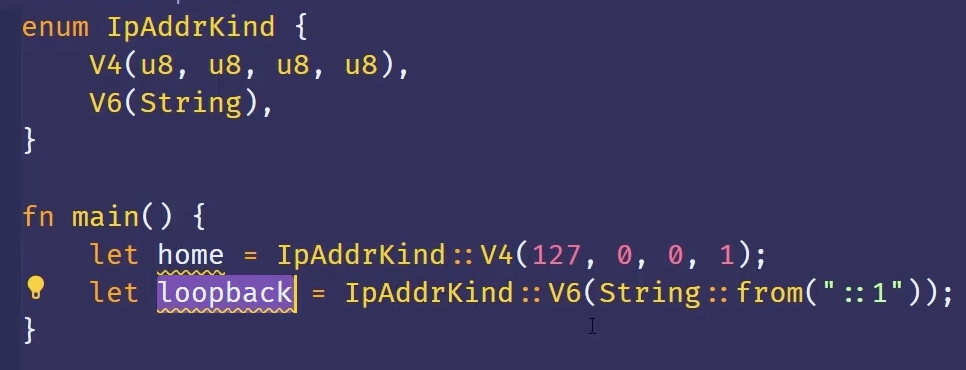 enum IpAddrKind {
    V4(u8, u8, u8, u8),
    V6(String),
}

fn main() {
    let home = IpAddrKind::V4(127, 0, 0, 1);
    let loopback = IpAddrKind::V6(String::from("::1"));
}